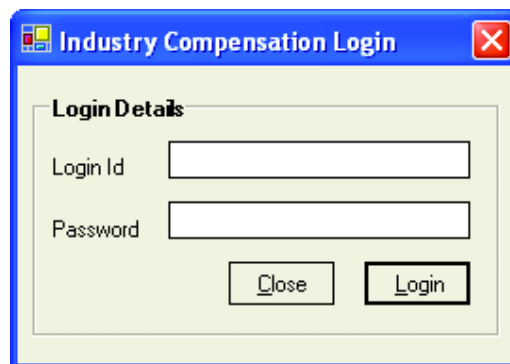 Industry Compensation Login
Login Details
Login Id
Password
Close
Login